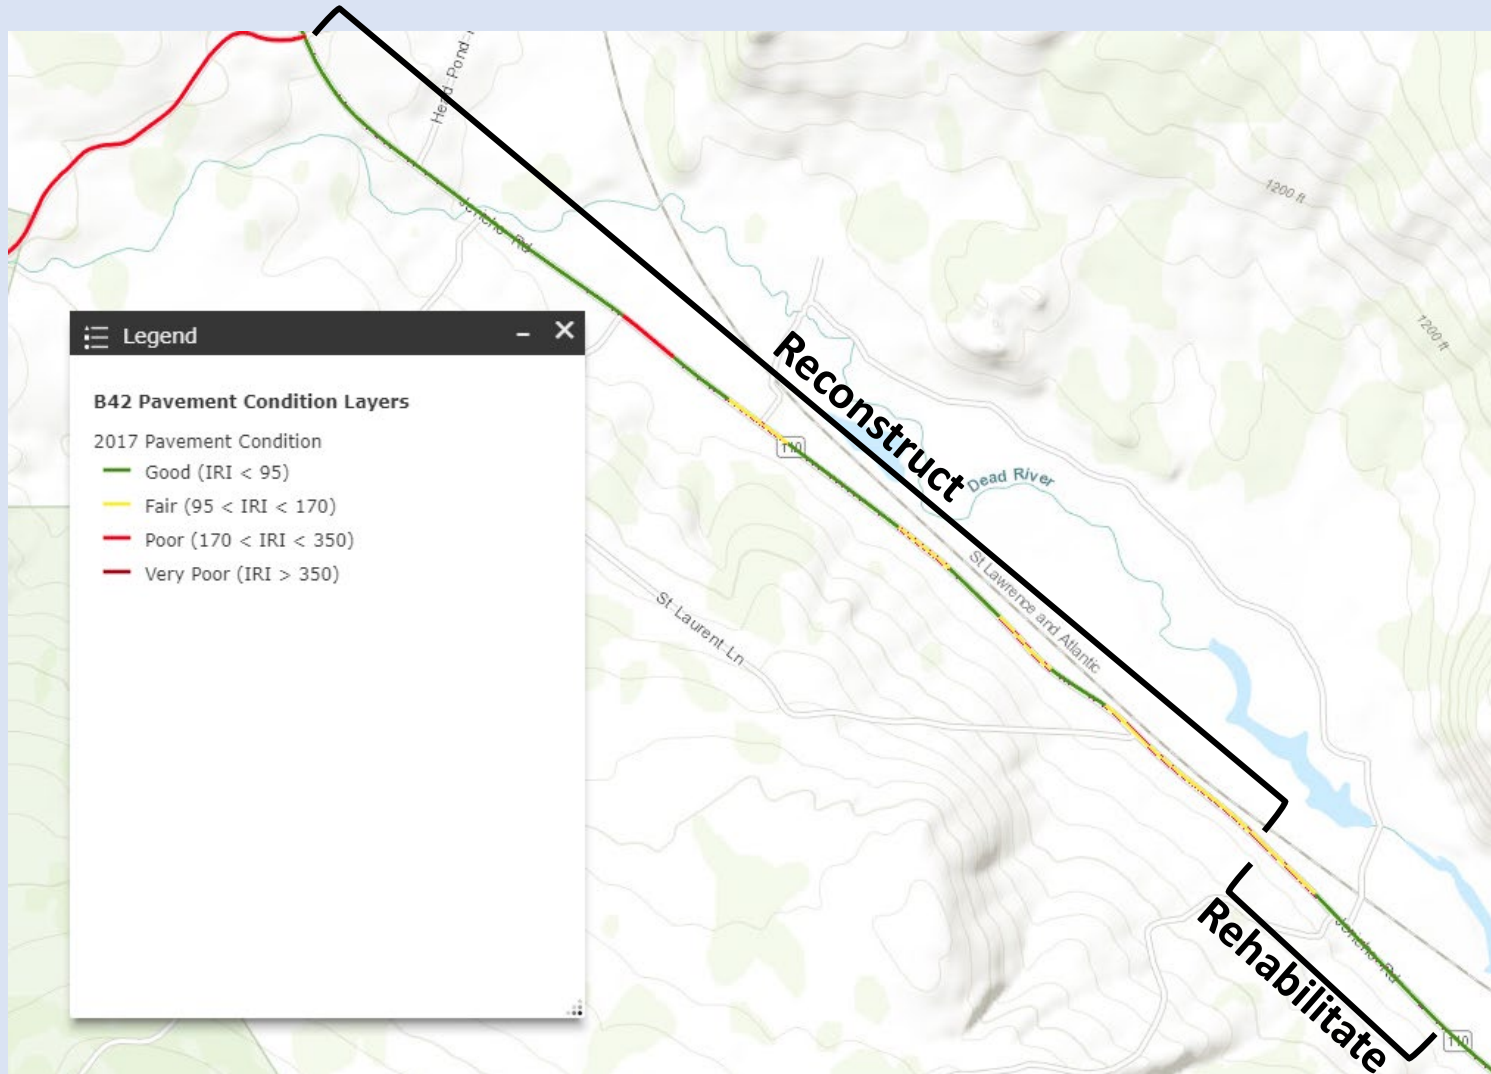 Head Pond
Jericho Rd
1200 ft
1200 ft
Legend
B42 Pavement Condition Layers
2017 Pavement Condition
Good (IRI < 95)
Fair (95 < IRI < 170)
Poor (170 < IRI < 350)
Very Poor (IRI > 350)
Reconstruct
110
Dead River
St Lawrence and Atlantic
St Laurent Ln
Rehabilitate
Jericho Rd
110